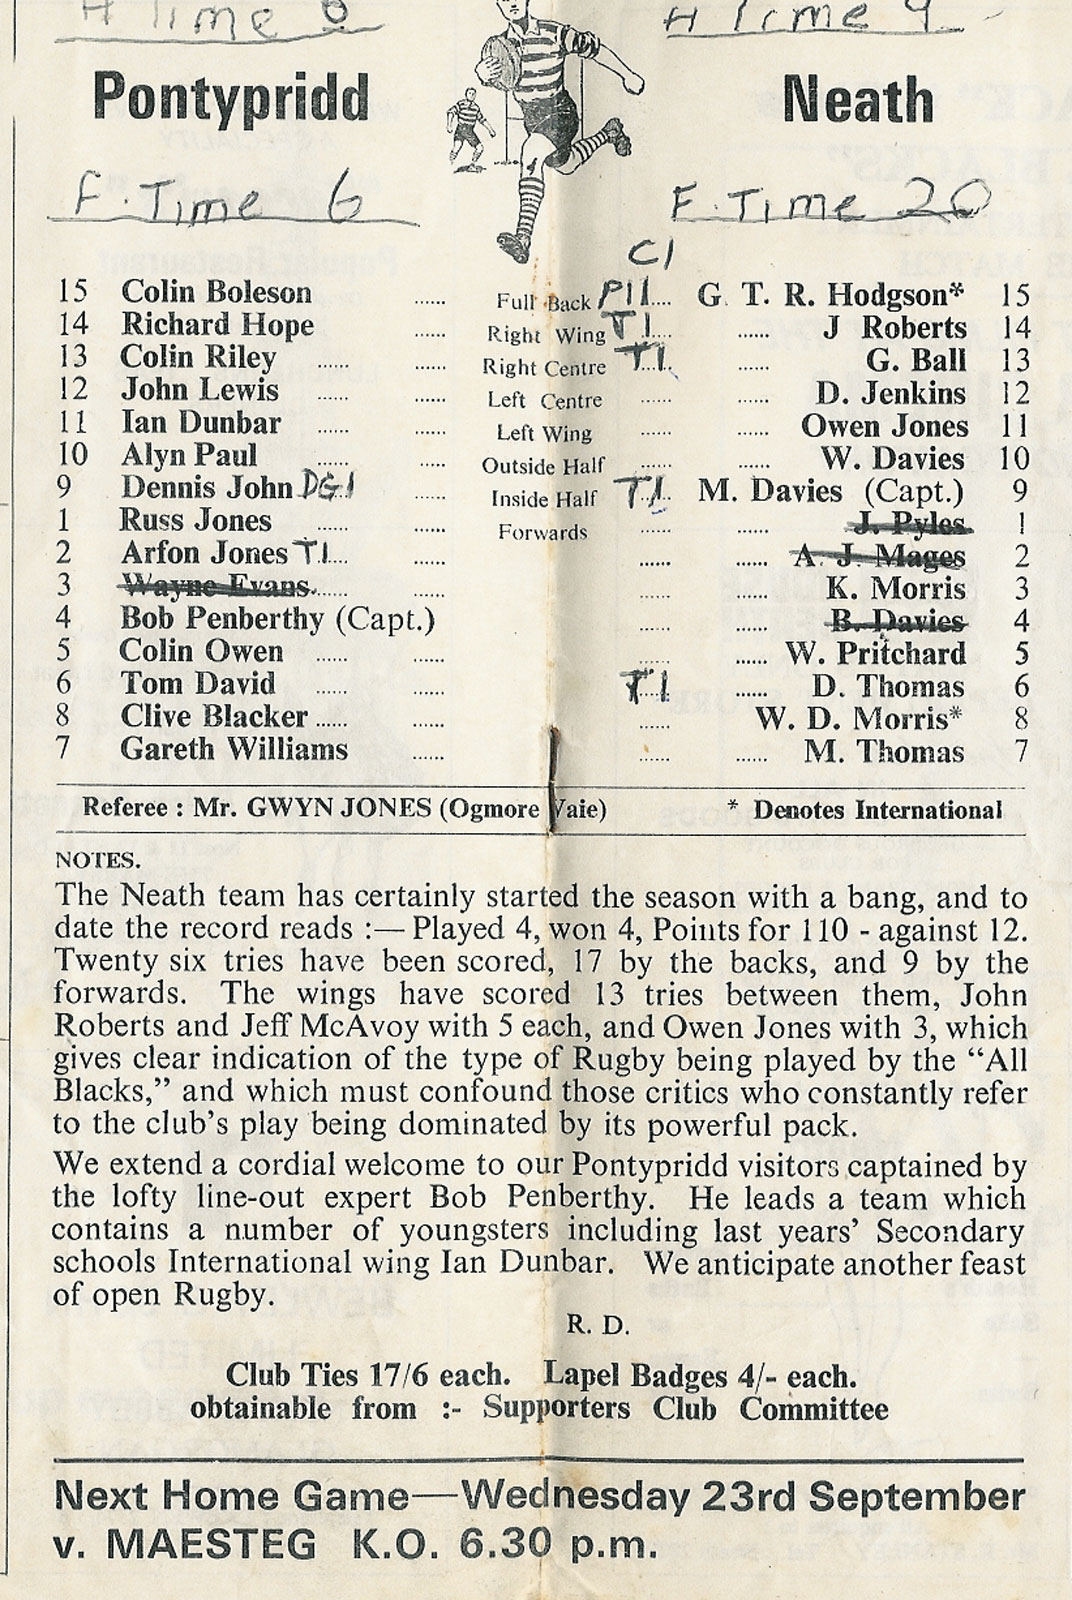 H Time
H Time 9
Pontypridd Neath
F. Time 6 F. Time 20
C1
15 Colin Boleson ...... Full Back P11.... G. T. R. Hodgson* 15
14 Richard Hope ...... Right Wing T1.... ...... J Roberts 14
13 Colin Riley ...... ...... Right Centre T1.... ...... G. Ball 13
12 John Lewis ...... ...... Left Centre ...... ...... D. Jenkins 12
11 Ian Dunbar ...... ...... Left Wing ...... ...... Owen Jones 11
10 Alyn Paul ...... ...... Outside Half ...... ...... W. Davies 10
9 Dennis John DG1 ...... Inside Half T1.... M. Davies (Capt.) 9
1 Russ Jones ...... ...... Forwards ...... J. Pyles 1
2 Arfon Jones T1.... ...... ...... ...... A. J. Mages 2
3 Wayne Evans ...... ...... ...... K. Morris 3
4 Bob Penberthy (Capt.) ...... ...... B. Davies 4
5 Colin Owen ...... ...... ...... ...... W. Pritchard 5
6 Tom David ...... ...... T1.... ...... D. Thomas 6
8 Clive Blacker ...... ...... ...... W. D. Morris* 8
7 Gareth Williams ...... ...... ...... M. Thomas 7
Referee : Mr. GWYN JONES (Ogmore Vale) * Denotes International
NOTES.
The Neath team has certainly started the season with a bang, and to
date the record reads :— Played 4, won 4, Points for 110 - against 12.
Twenty six tries have been scored, 17 by the backs, and 9 by the
forwards. The wings have scored 13 tries between them, John
Roberts and Jeff McAvoy with 5 each, and Owen Jones with 3, which
gives clear indication of the type of Rugby being played by the “All
Blacks,” and which must confound those critics who constantly refer
to the club’s play being dominated by its powerful pack.
We extend a cordial welcome to our Pontypridd visitors captained by
the lofty line-out expert Bob Penberthy. He leads a team which
contains a number of youngsters including last years’ Secondary
schools International wing Ian Dunbar. We anticipate another feast
of open Rugby.
R. D.
Club Ties 17/6 each. Lapel Badges 4/- each.
obtainable from :- Supporters Club Committee
Next Home Game—Wednesday 23rd September
v. MAESTEG K.O. 6.30 p.m.